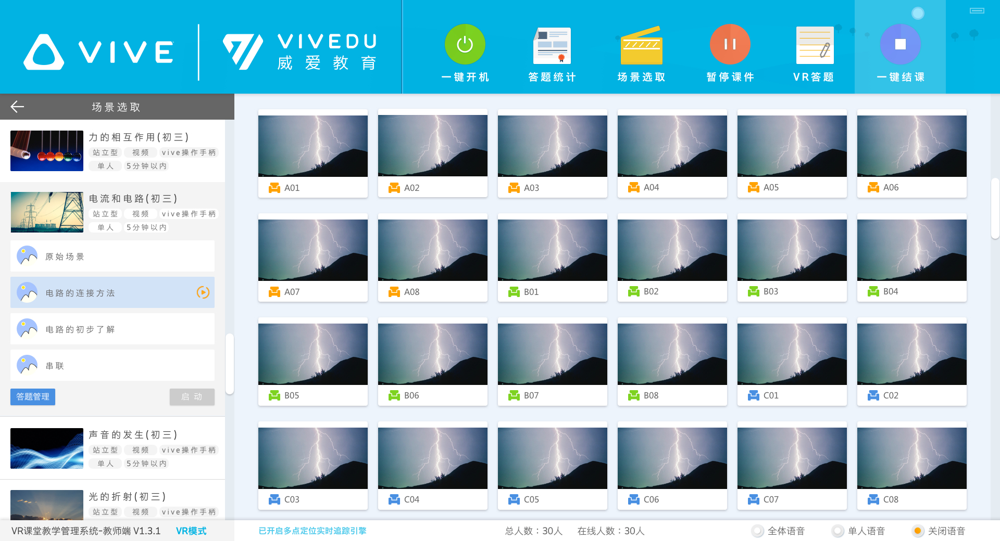 VIVE
VIVEDU
威爱教育
一键开机
答题统计
场景选取
暂停课件
VR答题
一键结课
场景选取
力的相互作用(初三)
站立型 视频 vive操作手柄
单人 5分钟以内
电流和电路(初三)
站立型 视频 vive操作手柄
单人 5分钟以内
原始场景
电路的连接方法
电路的初步了解
串联
答题管理 启动
声音的发生(初三)
站立型 视频 vive操作手柄
单人 5分钟以内
光的折射(初三)
站立型 视频 vive操作手柄
A01 A02 A03 A04 A05 A06
A07 A08 B01 B02 B03 B04
B05 B06 B07 B08 C01 C02
C03 C04 C05 C06 C07 C08
VR课堂教学管理系统-教师端 V1.3.1 VR模式
已开启多点定位实时追踪引擎
总人数：30人 在线人数：30人
全体语音 单人语音 关闭语音